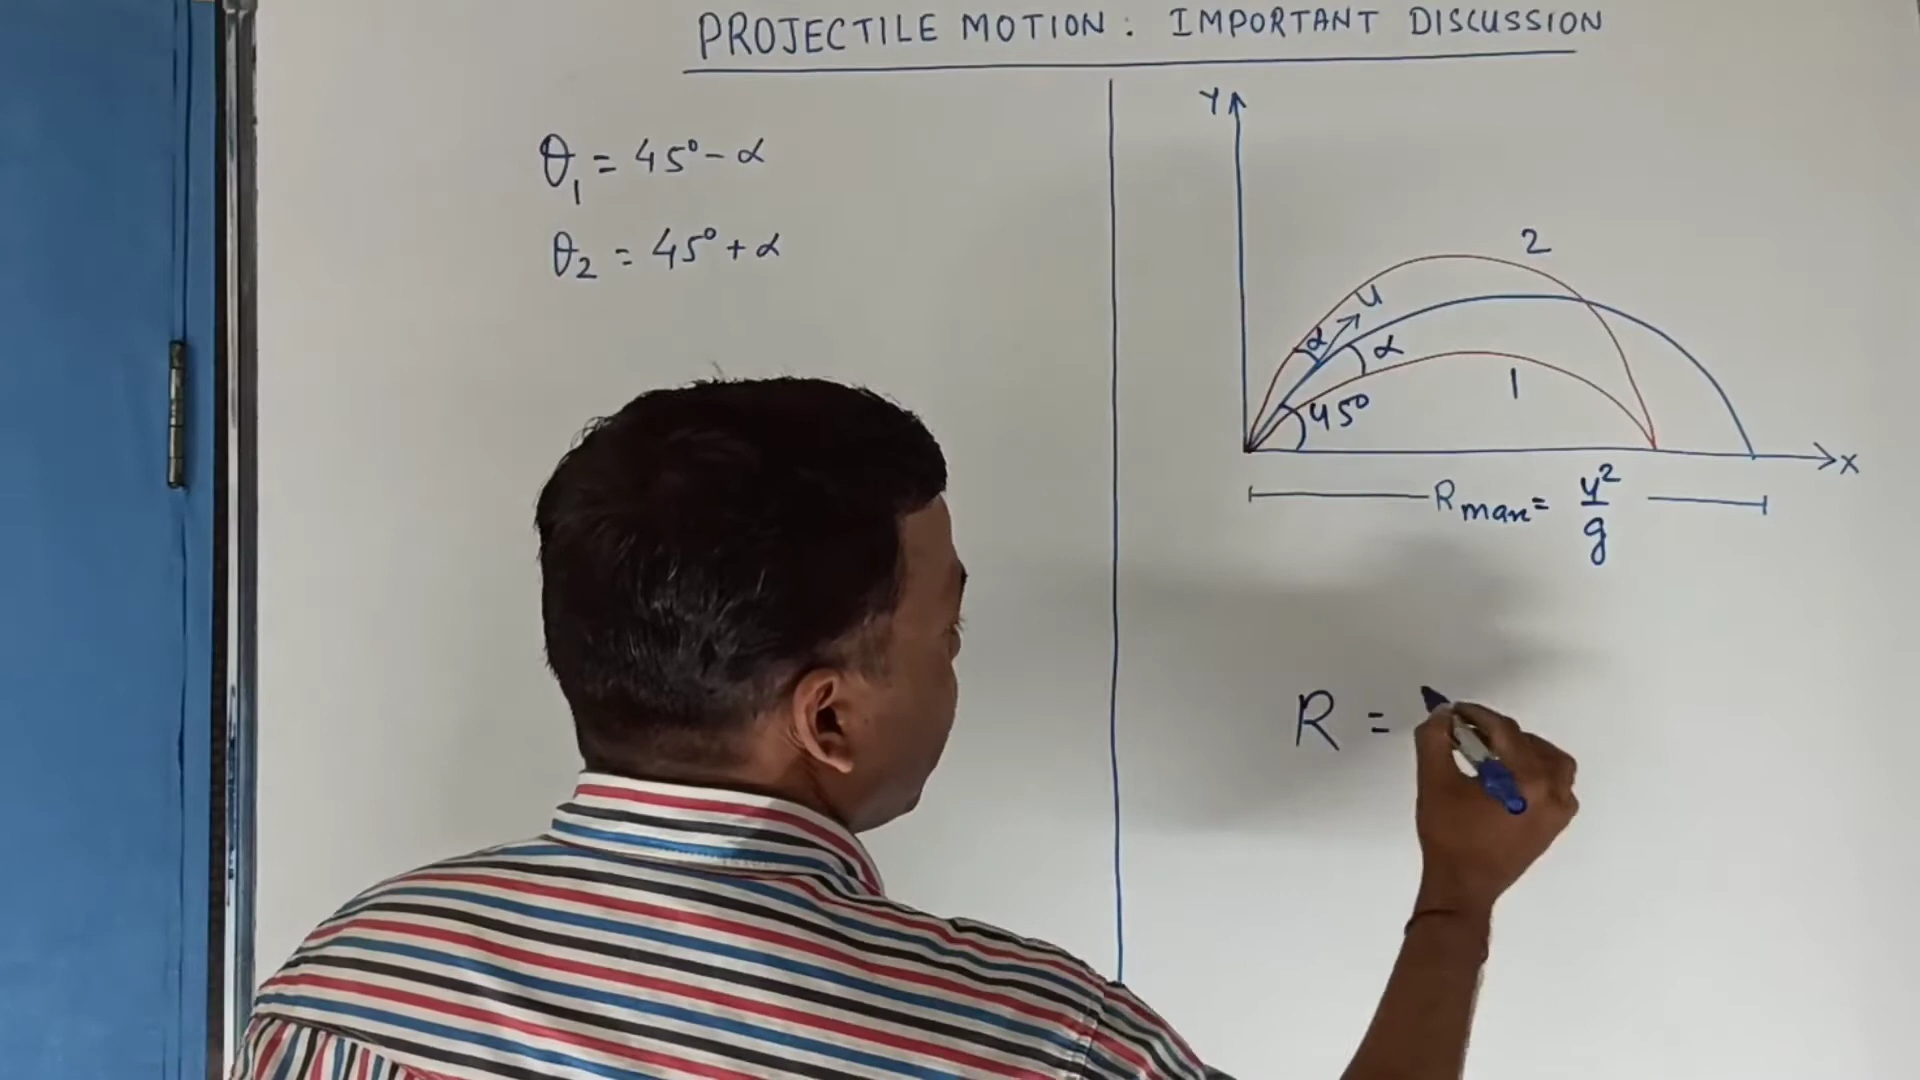 PROJECTILE MOTION: IMPORTANT DISCUSSION
θ₁ = 45° - α
θ₂ = 45° + α
Y
2
u
α
α
1
45°
X
Rmax = u²/g
R =